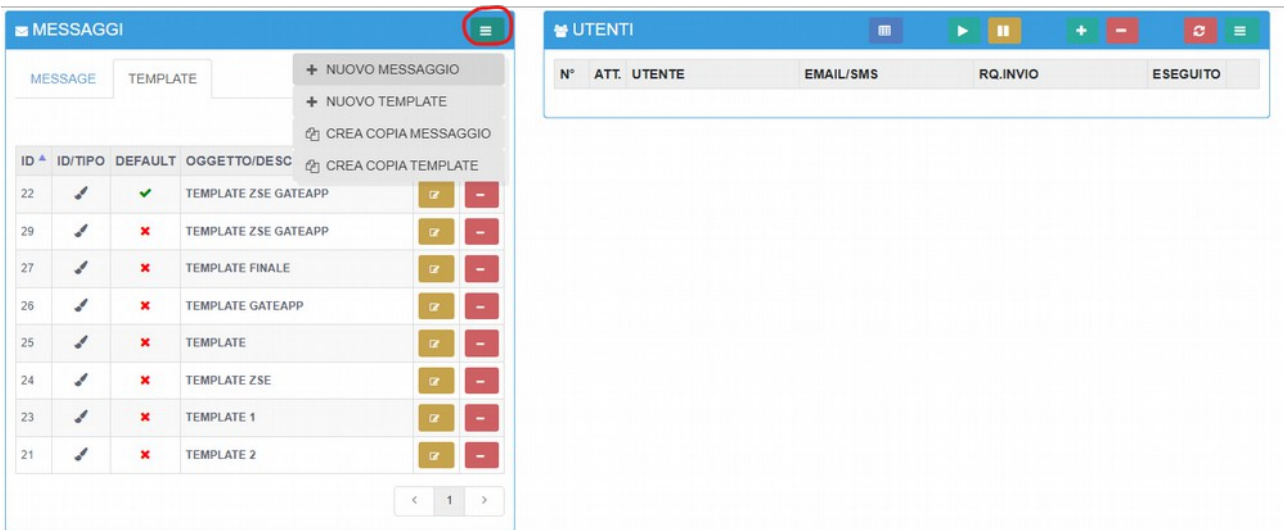 MESSAGGI
MESSAGE TEMPLATE
NUOVO MESSAGGIO
NUOVO TEMPLATE
CREA COPIA MESSAGGIO
CREA COPIA TEMPLATE
ID ID/TIPO DEFAULT OGGETTO/DESC
22 TEMPLATE ZSE GATEAPP
29 TEMPLATE ZSE GATEAPP
27 TEMPLATE FINALE
26 TEMPLATE GATEAPP
25 TEMPLATE
24 TEMPLATE ZSE
23 TEMPLATE 1
21 TEMPLATE 2
< 1 >
UTENTI
N° ATT. UTENTE EMAIL/SMS RQ.INVIO ESEGUITO